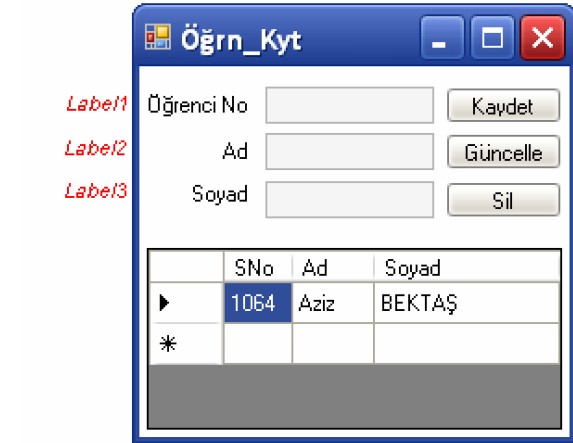 Öğrn_Kyt
Label1 Öğrenci No Kaydet
Label2 Ad Güncelle
Label3 Soyad Sil
SNo Ad Soyad
1064 Aziz BEKTAŞ